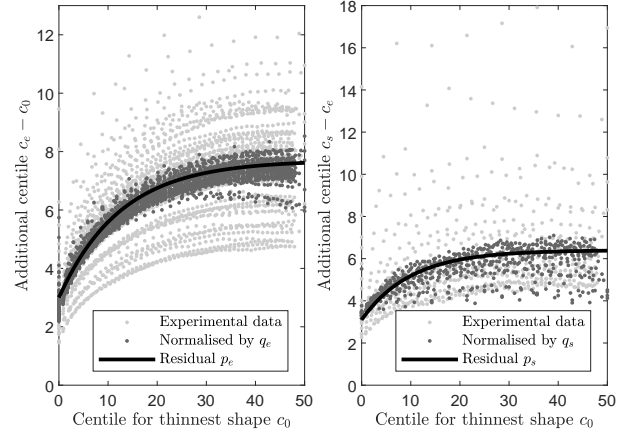 12
10
8
6
4
2
0
0
10
20
30
40
50
Additional centile c_e − c_0
Centile for thinnest shape c_0
Experimental data
Normalised by q_e
Residual p_e
18
16
14
12
10
8
6
4
2
0
0
10
20
30
40
50
Additional centile c_s − c_e
Centile for thinnest shape c_0
Experimental data
Normalised by q_s
Residual p_s